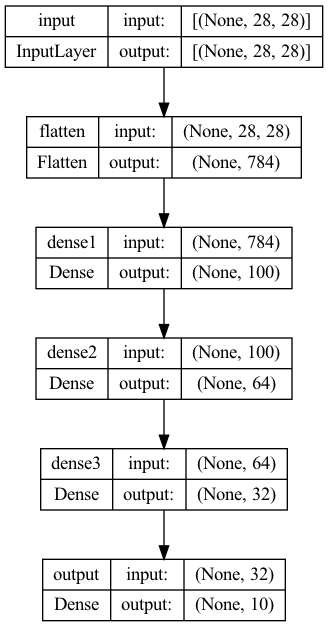 input input: [(None, 28, 28)]
InputLayer output: [(None, 28, 28)]
flatten input: (None, 28, 28)
Flatten output: (None, 784)
dense1 input: (None, 784)
Dense output: (None, 100)
dense2 input: (None, 100)
Dense output: (None, 64)
dense3 input: (None, 64)
Dense output: (None, 32)
output input: (None, 32)
Dense output: (None, 10)